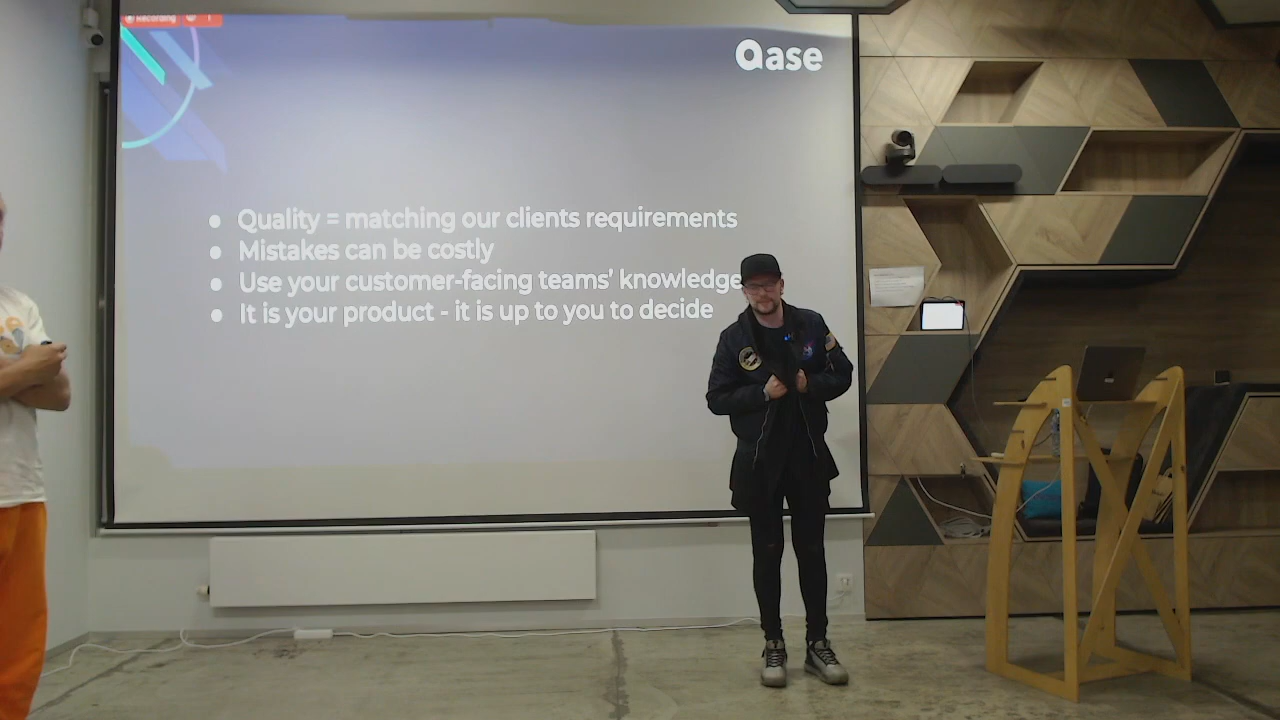 Recording
Qase
Quality = matching our clients requirements
Mistakes can be costly
Use your customer-facing teams' knowledge
It is your product - it is up to you to decide